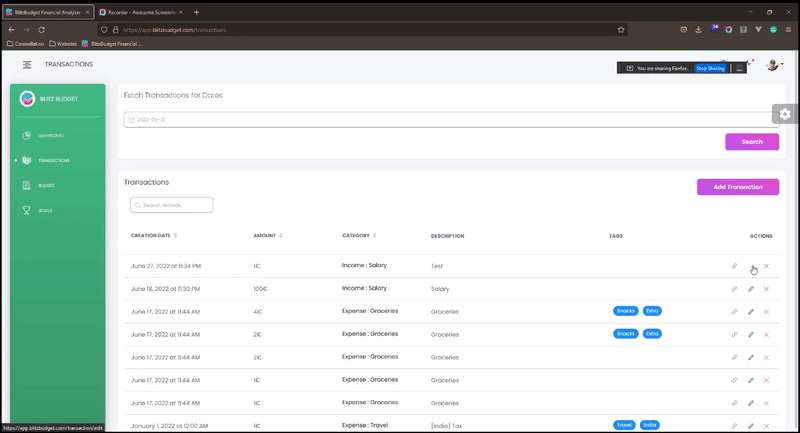 BlitzBudget Financial Analyzer
Recorder - Awesome Screensho
https://app.blitzbudget.com/transactions
Constellation
Websites
BlitzBudget Financial ...
TRANSACTIONS
You are sharing Firefox.
Stop Sharing
BLITZ BUDGET
DASHBOARD
TRANSACTIONS
BUDGET
GOALS
Fetch Transactions for Dates
Search
Transactions
Add Transaction
Search records
CREATION DATE AMOUNT CATEGORY DESCRIPTION TAGS ACTIONS
June 27, 2022 at 6:34 PM 1€ Income : Salary Test
June 18, 2022 at 11:20 PM 100€ Income : Salary Salary
June 17, 2022 at 11:44 AM 4€ Expense : Groceries Groceries Snacks Extra
June 17, 2022 at 11:44 AM 2€ Expense : Groceries Groceries Snacks Extra
June 17, 2022 at 11:44 AM 2€ Expense : Groceries Groceries
June 17, 2022 at 11:44 AM 1€ Expense : Groceries Groceries
June 17, 2022 at 11:44 AM 1€ Expense : Groceries Groceries
January 1, 2022 at 12:00 AM 1€ Expense : Travel [India] Tax Travel India
https://app.blitzbudget.com/transaction/edit